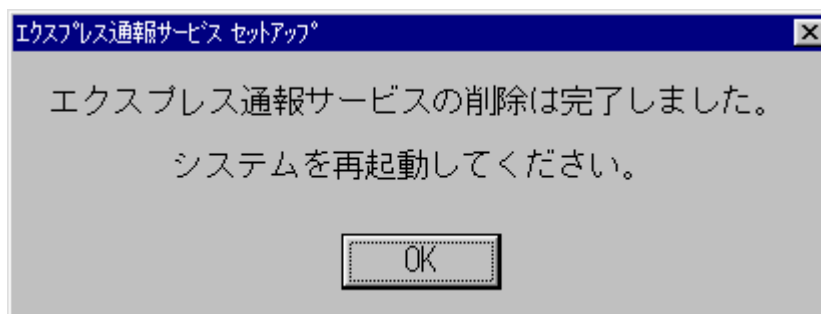 エクスプレス通報サービス セットアップ
エクスプレス通報サービスの削除は完了しました。
システムを再起動してください。
OK